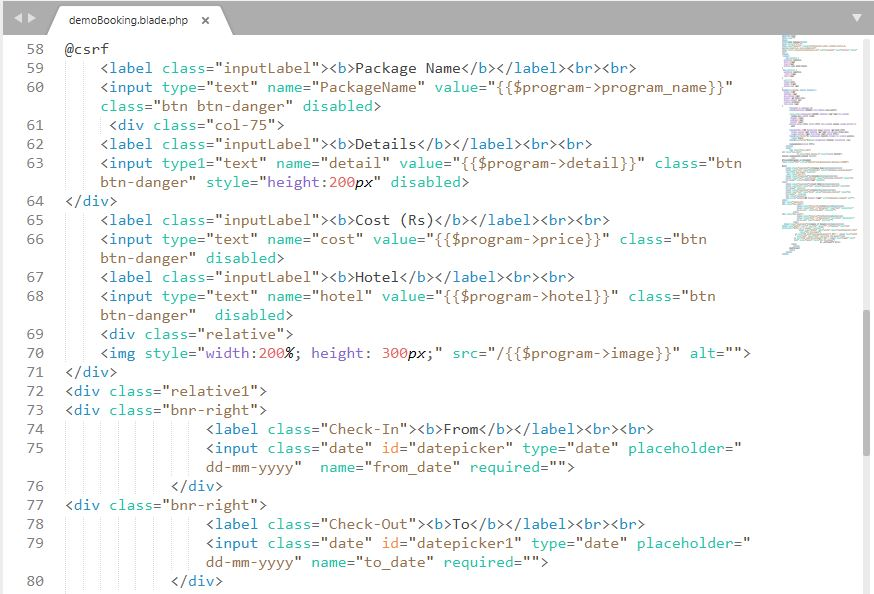 demoBooking.blade.php ×
58 @csrf
59 <label class="inputLabel"><b>Package Name</b></label><br><br>
60 <input type="text" name="PackageName" value="{{$program->program_name}}"
class="btn btn-danger" disabled>
61 <div class="col-75">
62 <label class="inputLabel"><b>Details</b></label><br><br>
63 <input type1="text" name="detail" value="{{$program->detail}}" class="btn
btn-danger" style="height:200px" disabled>
64 </div>
65 <label class="inputLabel"><b>Cost (Rs)</b></label><br><br>
66 <input type="text" name="cost" value="{{$program->price}}" class="btn
btn-danger" disabled>
67 <label class="inputLabel"><b>Hotel</b></label><br><br>
68 <input type="text" name="hotel" value="{{$program->hotel}}" class="btn
btn-danger"  disabled>
69 <div class="relative">
70 <img style="width:200%; height: 300px;" src="/{{$program->image}}" alt="">
71 </div>
72 <div class="relative1">
73 <div class="bnr-right">
74 <label class="Check-In"><b>From</b></label><br><br>
75 <input class="date" id="datepicker" type="date" placeholder="
dd-mm-yyyy"  name="from_date" required="">
76 </div>
77 <div class="bnr-right">
78 <label class="Check-Out"><b>To</b></label><br><br>
79 <input class="date" id="datepicker1" type="date" placeholder="
dd-mm-yyyy" name="to_date" required="">
80 </div>